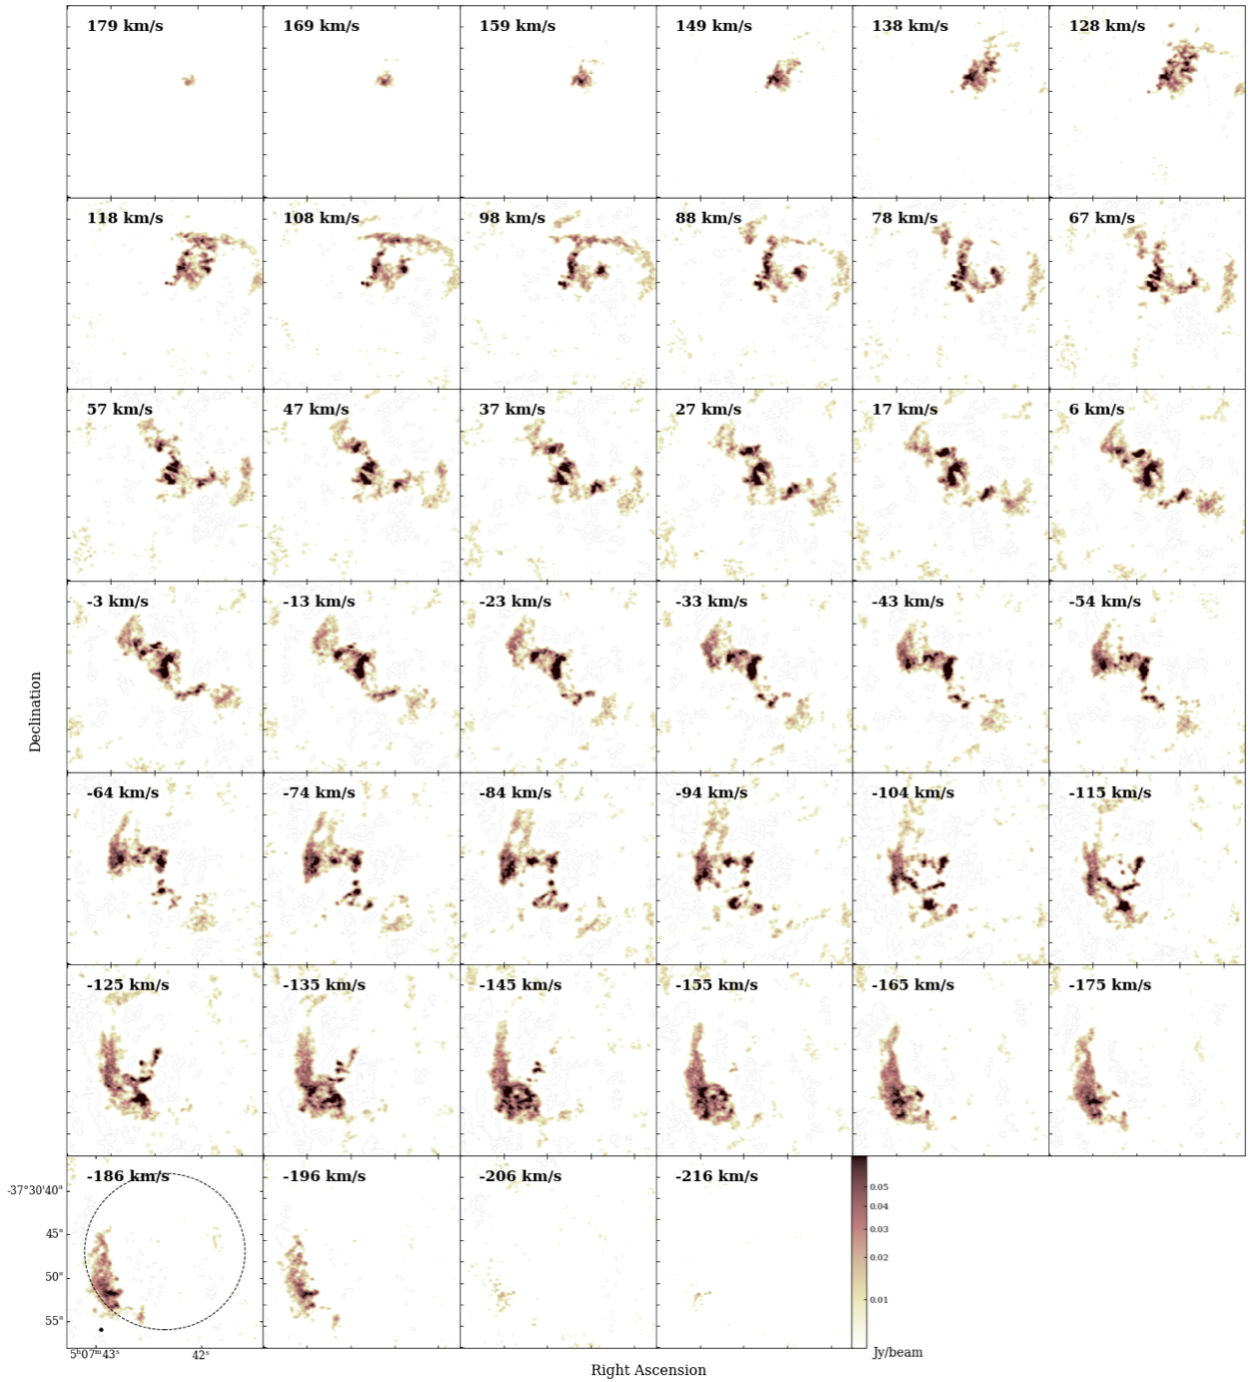 179 km/s 169 km/s 159 km/s 149 km/s 138 km/s 128 km/s
118 km/s 108 km/s 98 km/s 88 km/s 78 km/s 67 km/s
57 km/s 47 km/s 37 km/s 27 km/s 17 km/s 6 km/s
-3 km/s -13 km/s -23 km/s -33 km/s -43 km/s -54 km/s
Declination
-64 km/s -74 km/s -84 km/s -94 km/s -104 km/s -115 km/s
-125 km/s -135 km/s -145 km/s -155 km/s -165 km/s -175 km/s
-186 km/s -196 km/s -206 km/s -216 km/s
-37°30'40"
45"
50"
55"
5ʰ07ᵐ43ˢ 42ˢ
0.05
0.04
0.03
0.02
0.01
Jy/beam
Right Ascension